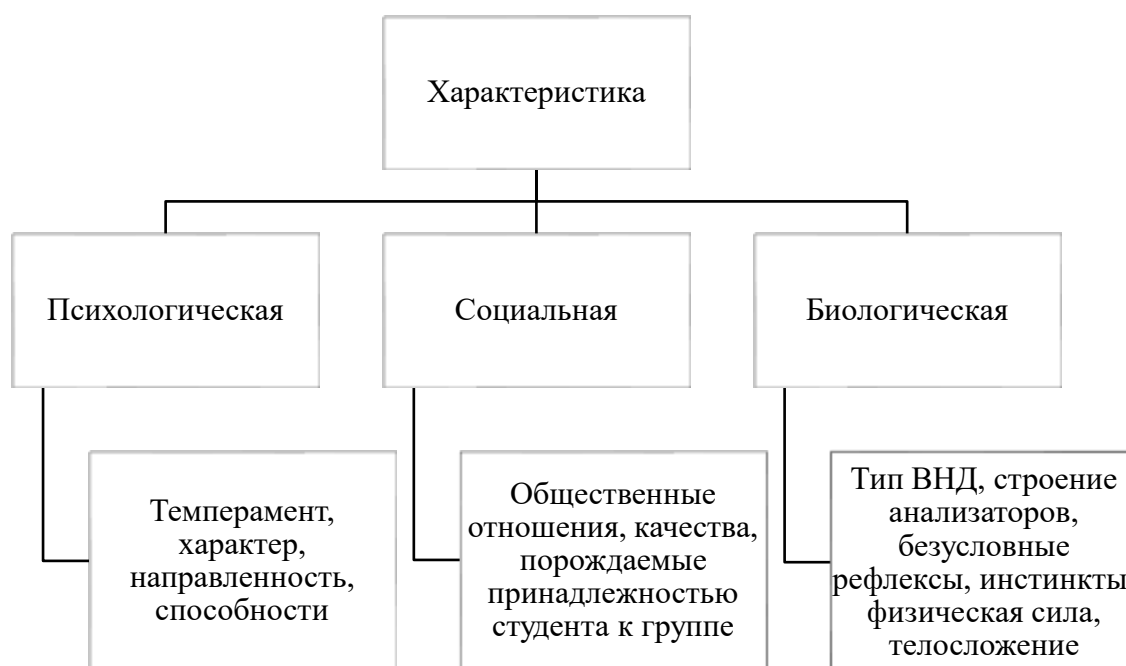 Характеристика
Психологическая
Социальная
Биологическая
Темперамент,
характер,
направленность,
способности
Общественные
отношения, качества,
порождаемые
принадлежностью
студента к группе
Тип ВНД, строение
анализаторов,
безусловные
рефлексы, инстинкты
физическая сила,
телосложение